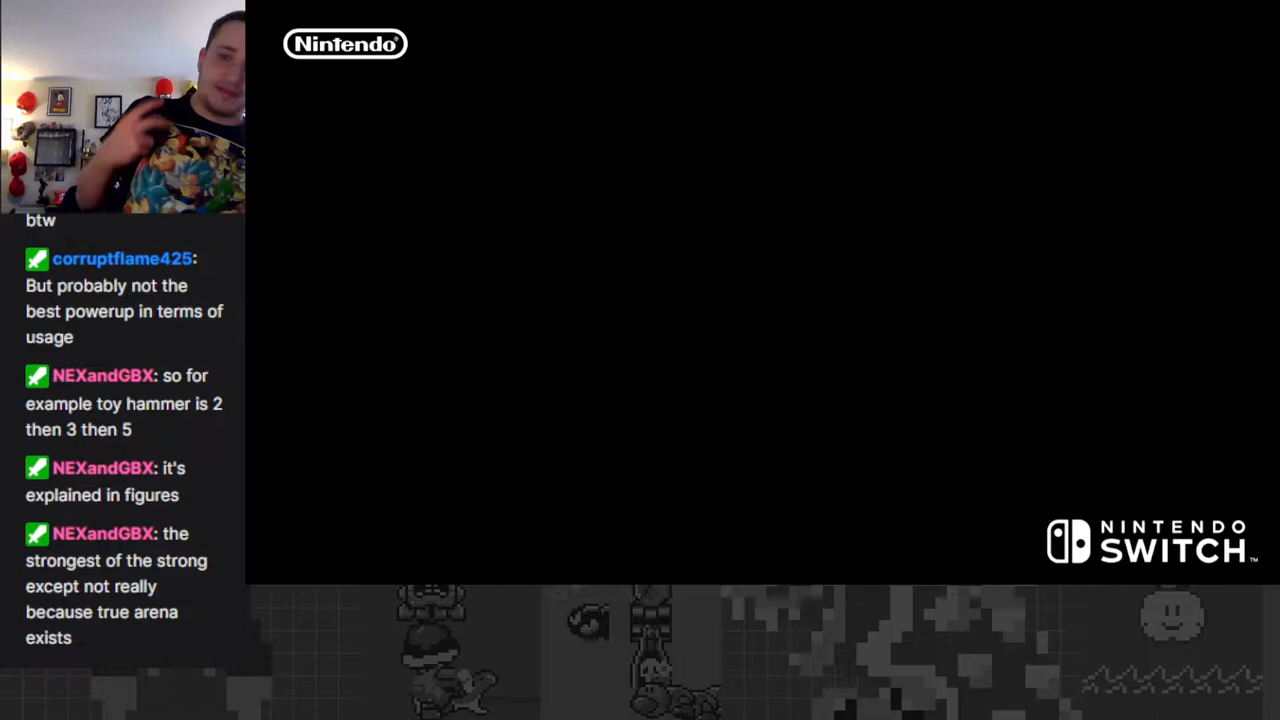 Nintendo
btw
corruptflame425:
But probably not the
best powerup in terms of
usage
NEXandGBX: so for
example toy hammer is 2
then 3 then 5
NEXandGBX: it's
explained in figures
NEXandGBX: the
strongest of the strong
except not really
because true arena
exists
NINTENDO
SWITCH